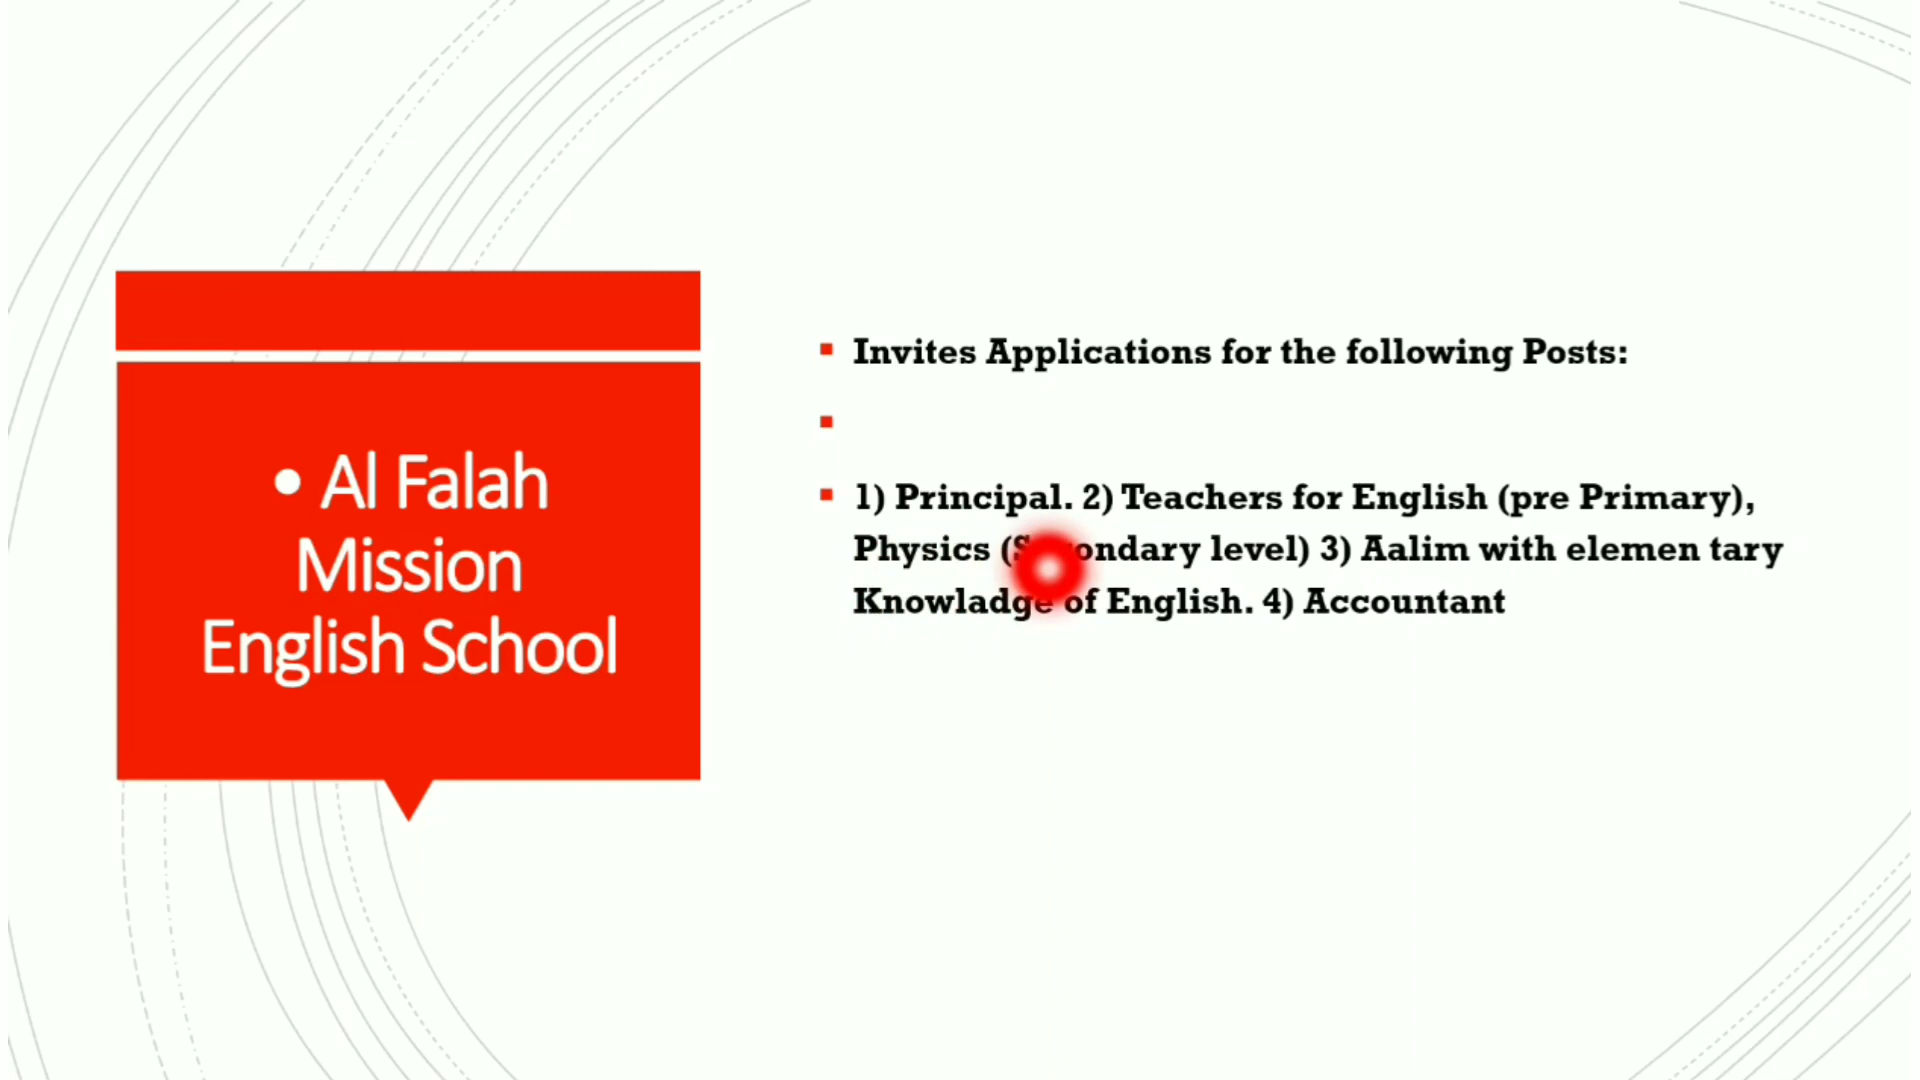 • Al Falah
Mission
English School
Invites Applications for the following Posts:
1) Principal. 2) Teachers for English (pre Primary),
Physics (Secondary level) 3) Aalim with elemen tary
Knowladge of English. 4) Accountant